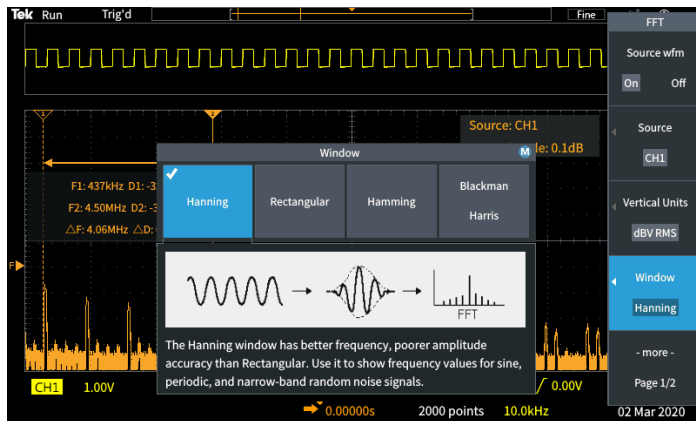 Tek Run Trig'd Fine
FFT
Source wfm
On Off
Source
CH1
Vertical Units
dBV RMS
Window
Hanning
- more -
Page 1/2
Source: CH1
le: 0.1dB
1
2
F1: 437kHz D1: -3
F2: 4.50MHz D2: -3
△F: 4.06MHz △D:
F
Window M
Hanning
Rectangular
Hamming
Blackman
Harris
FFT
The Hanning window has better frequency, poorer amplitude
accuracy than Rectangular. Use it to show frequency values for sine,
periodic, and narrow-band random noise signals.
CH1 1.00V 0.00V
0.00000s 2000 points 10.0kHz 02 Mar 2020